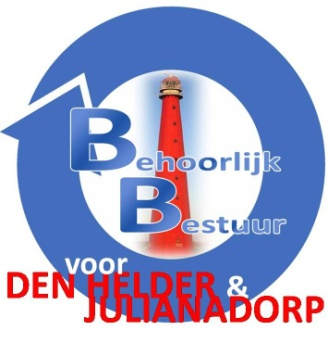 Behoorlijk
Bestuur
voor
DEN HELDER &
JULIANADORP